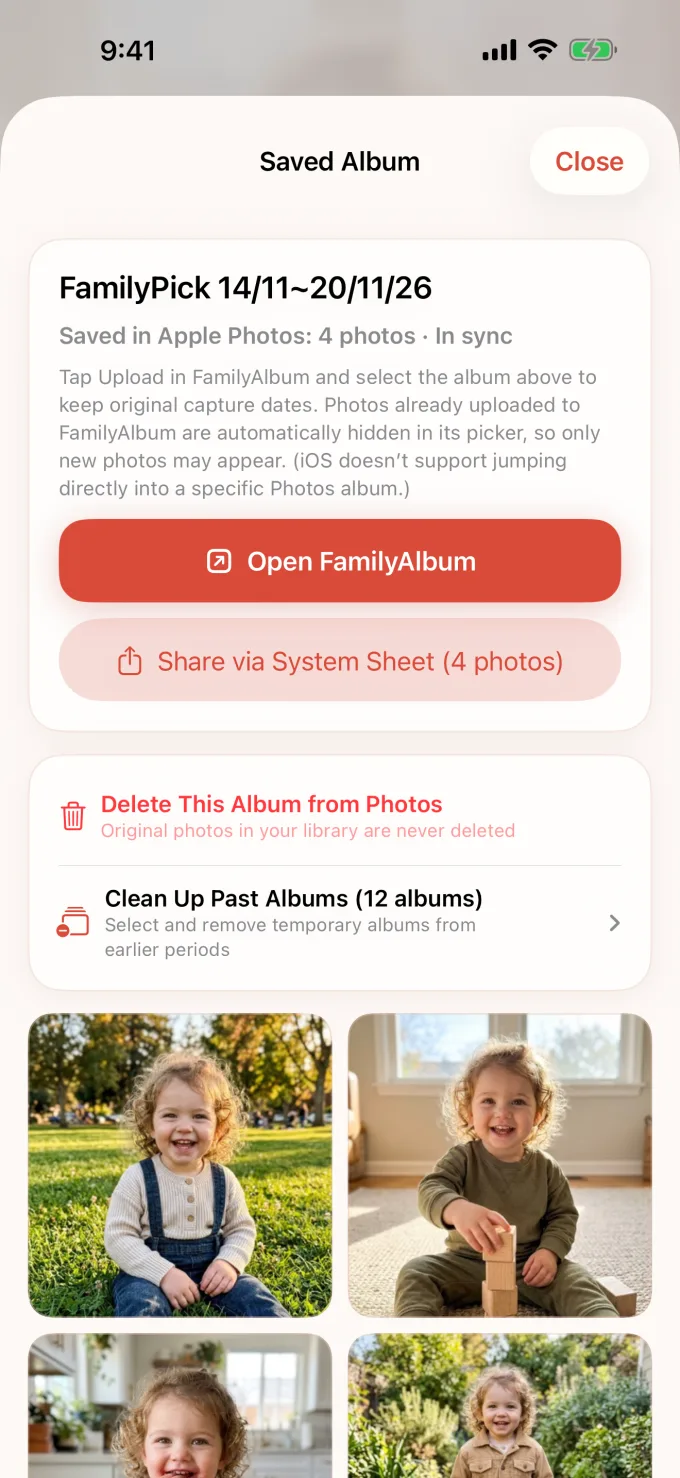 9:41
Saved Album
Close
FamilyPick 14/11~20/11/26
Saved in Apple Photos: 4 photos · In sync
Tap Upload in FamilyAlbum and select the album above to
keep original capture dates. Photos already uploaded to
FamilyAlbum are automatically hidden in its picker, so only
new photos may appear. (iOS doesn’t support jumping
directly into a specific Photos album.)
Open FamilyAlbum
Share via System Sheet (4 photos)
Delete This Album from Photos
Original photos in your library are never deleted
Clean Up Past Albums (12 albums)
Select and remove temporary albums from
earlier periods